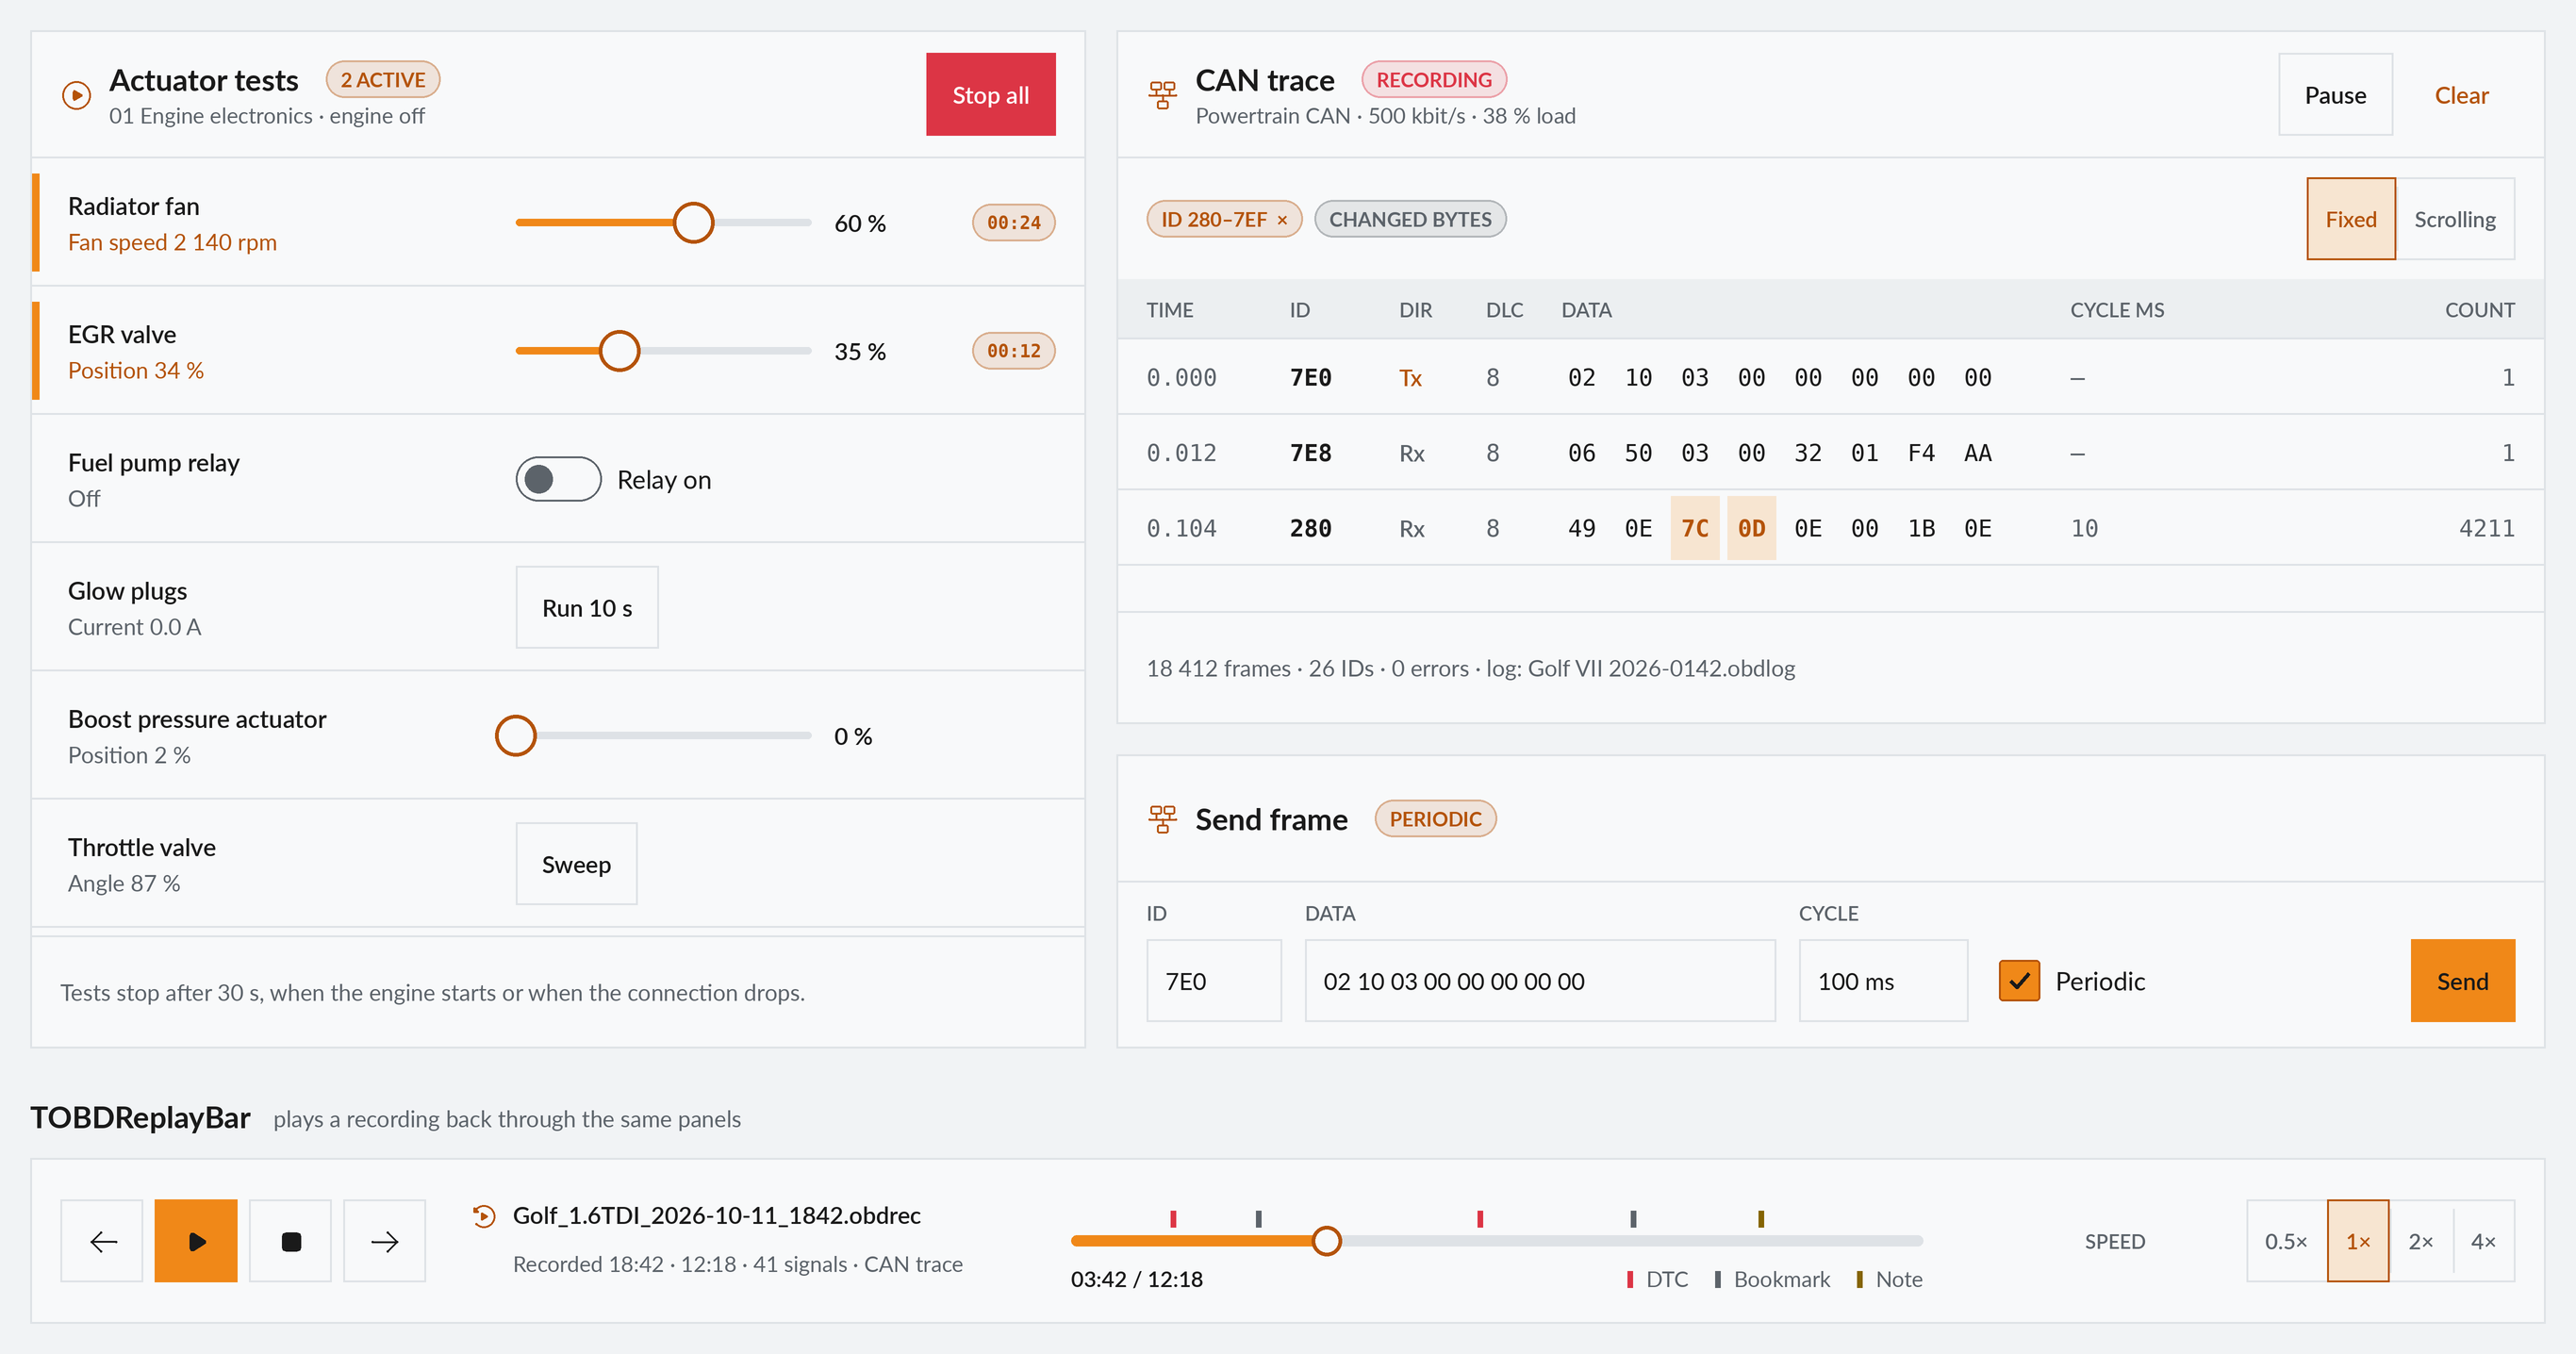 Actuator tests 2 ACTIVE
01 Engine electronics · engine off
Stop all
Radiator fan
Fan speed 2 140 rpm
60 % 00:24
EGR valve
Position 34 %
35 % 00:12
Fuel pump relay
Off
Relay on
Glow plugs
Current 0.0 A
Run 10 s
Boost pressure actuator
Position 2 %
0 %
Throttle valve
Angle 87 %
Sweep
Tests stop after 30 s, when the engine starts or when the connection drops.
CAN trace RECORDING
Powertrain CAN · 500 kbit/s · 38 % load
Pause Clear
ID 280–7EF × CHANGED BYTES
Fixed Scrolling
TIME ID DIR DLC DATA CYCLE MS COUNT
0.000 7E0 Tx 8 02 10 03 00 00 00 00 00 — 1
0.012 7E8 Rx 8 06 50 03 00 32 01 F4 AA — 1
0.104 280 Rx 8 49 0E 7C 0D 0E 00 1B 0E 10 4211
18 412 frames · 26 IDs · 0 errors · log: Golf VII 2026-0142.obdlog
Send frame PERIODIC
ID DATA CYCLE
7E0 02 10 03 00 00 00 00 00 100 ms Periodic Send
TOBDReplayBar plays a recording back through the same panels
Golf_1.6TDI_2026-10-11_1842.obdrec
Recorded 18:42 · 12:18 · 41 signals · CAN trace
03:42 / 12:18 DTC Bookmark Note
SPEED 0.5× 1× 2× 4×